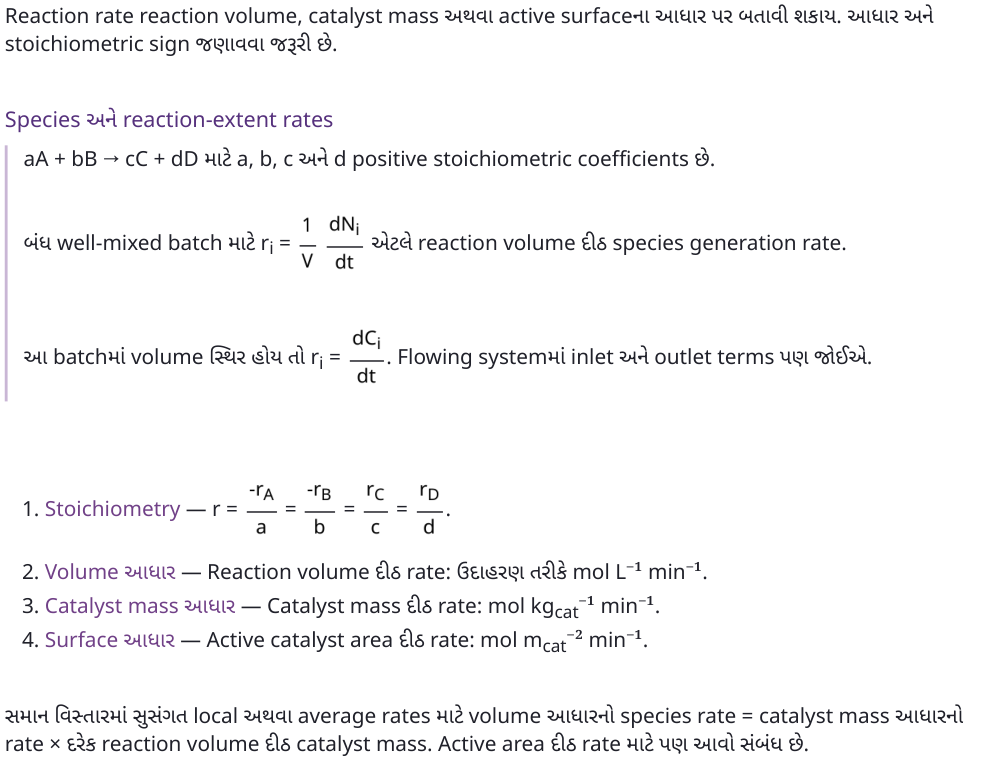 Reaction rate reaction volume, catalyst mass અથવા active surfaceના આધાર પર બતાવી શકાય. આધાર અને
stoichiometric sign જણાવવા જરૂરી છે.
Species અને reaction-extent rates
aA + bB → cC + dD માટે a, b, c અને d positive stoichiometric coefficients છે.
બંધ well-mixed batch માટે rᵢ = 1/V dNᵢ/dt એટલે reaction volume દીઠ species generation rate.
આ batchમાં volume સ્થિર હોય તો rᵢ = dCᵢ/dt. Flowing systemમાં inlet અને outlet terms પણ જોઈએ.
1. Stoichiometry — r = -r_A/a = -r_B/b = r_C/c = r_D/d.
2. Volume આધાર — Reaction volume દીઠ rate: ઉદાહરણ તરીકે mol L⁻¹ min⁻¹.
3. Catalyst mass આધાર — Catalyst mass દીઠ rate: mol kg_cat⁻¹ min⁻¹.
4. Surface આધાર — Active catalyst area દીઠ rate: mol m_cat⁻² min⁻¹.
સમાન વિસ્તારમાં સુસંગત local અથવા average rates માટે volume આધારનો species rate = catalyst mass આધારનો
rate × દરેક reaction volume દીઠ catalyst mass. Active area દીઠ rate માટે પણ આવો સંબંધ છે.